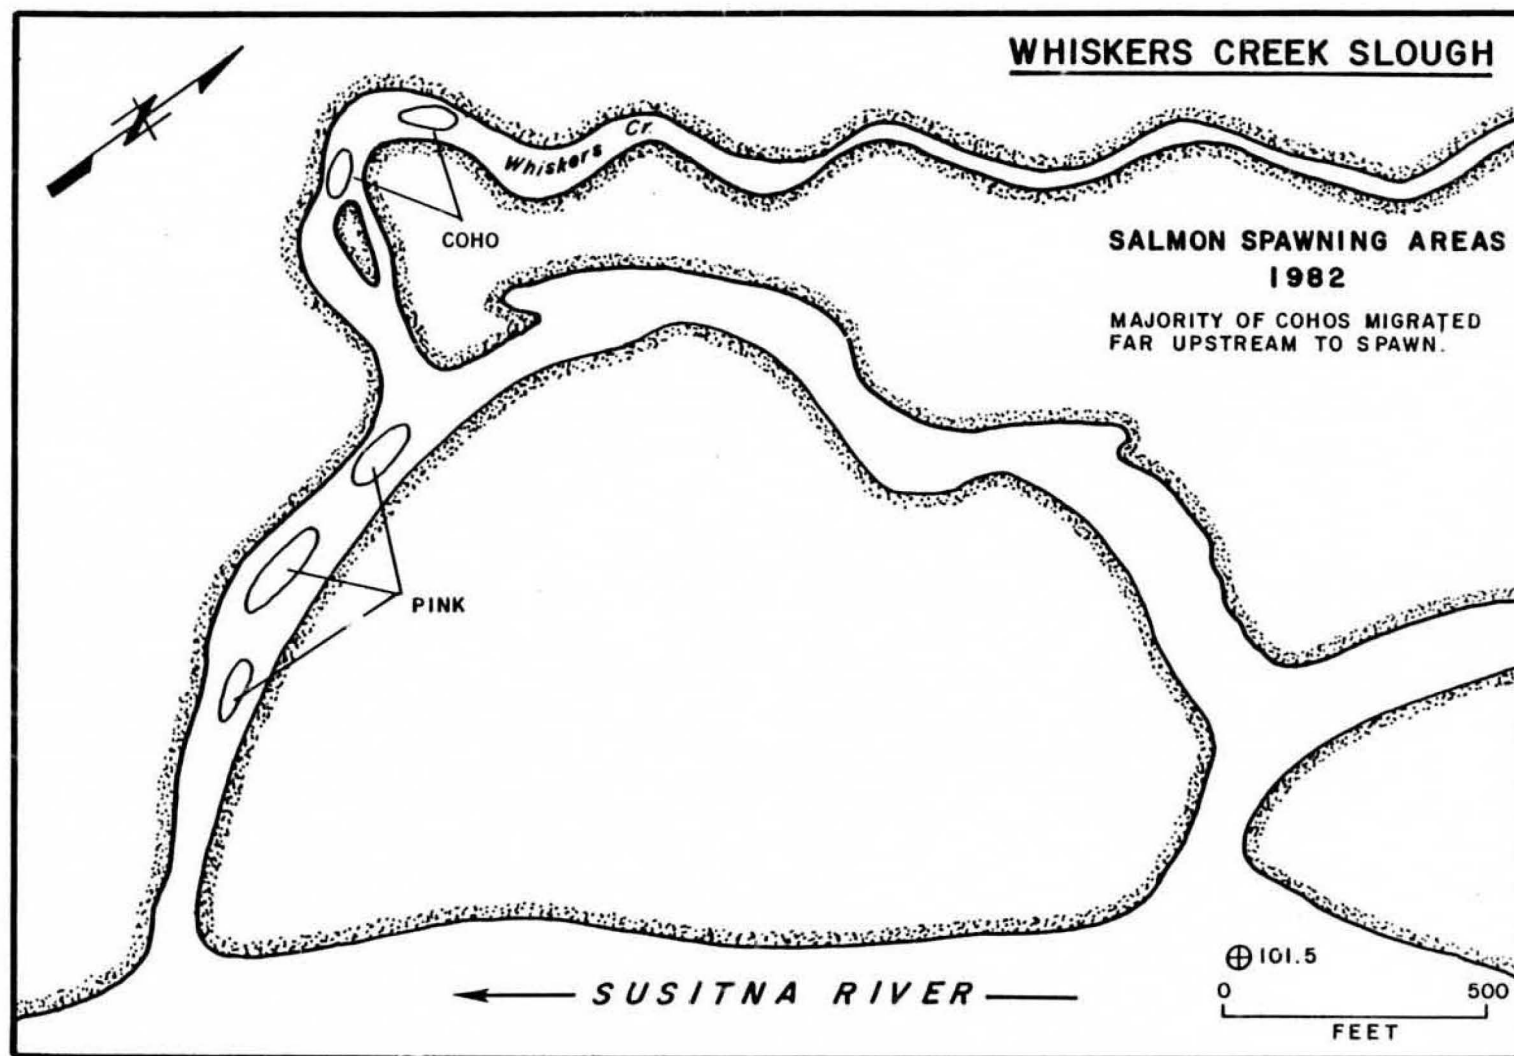 WHISKERS CREEK SLOUGH
Whiskers Cr.
COHO
SALMON SPAWNING AREAS
1982
MAJORITY OF COHOS MIGRATED
FAR UPSTREAM TO SPAWN.
PINK
101.5
SUSITNA RIVER
0 500
FEET